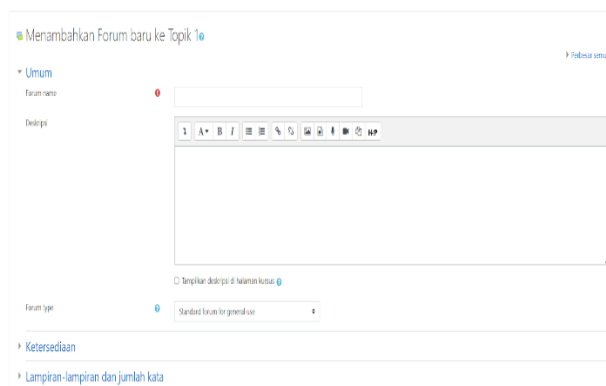 Menambahkan Forum baru ke Topik 1
Perbesar semua
Umum
Forum name
Deskripsi
A B I H-P
Tampilkan deskripsi di halaman kursus
Forum type
Standard forum for general use
Ketersediaan
Lampiran-lampiran dan jumlah kata